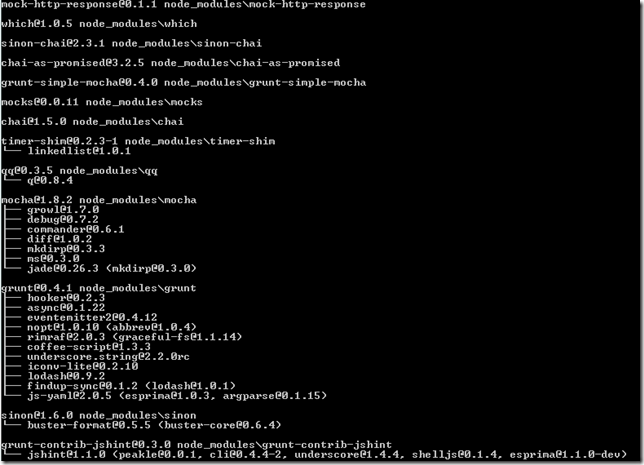 mock-http-response@0.1.1 node_modules\mock-http-response
which@1.0.5 node_modules\which
sinon-chai@2.3.1 node_modules\sinon-chai
chai-as-promised@3.2.5 node_modules\chai-as-promised
grunt-simple-mocha@0.4.0 node_modules\grunt-simple-mocha
mocks@0.0.11 node_modules\mocks
chai@1.5.0 node_modules\chai
timer-shim@0.2.3-1 node_modules\timer-shim
└── linkedlist@1.0.1
qq@0.3.5 node_modules\qq
└── q@0.8.4
mocha@1.8.2 node_modules\mocha
├── growl@1.7.0
├── debug@0.7.2
├── commander@0.6.1
├── diff@1.0.2
├── mkdirp@0.3.3
├── ms@0.3.0
└── jade@0.26.3 (mkdirp@0.3.0)
grunt@0.4.1 node_modules\grunt
├── hooker@0.2.3
├── async@0.1.22
├── eventemitter2@0.4.12
├── nopt@1.0.10 (abbrev@1.0.4)
├── rimraf@2.0.3 (graceful-fs@1.1.14)
├── coffee-script@1.3.3
├── underscore.string@2.2.0rc
├── iconv-lite@0.2.10
├── lodash@0.9.2
├── findup-sync@0.1.2 (lodash@1.0.1)
└── js-yaml@2.0.5 (esprima@1.0.3, argparse@0.1.15)
sinon@1.6.0 node_modules\sinon
└── buster-format@0.5.5 (buster-core@0.6.4)
grunt-contrib-jshint@0.3.0 node_modules\grunt-contrib-jshint
└── jshint@1.1.0 (peakle@0.0.1, cli@0.4.4-2, underscore@1.4.4, shelljs@0.1.4, esprima@1.1.0-dev)